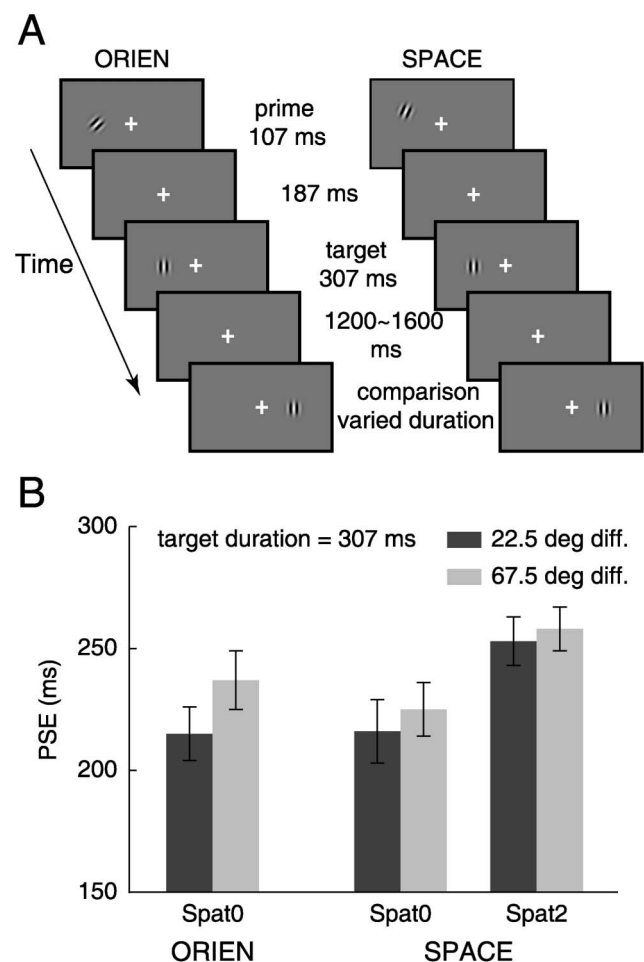 A
ORIEN
SPACE
prime
107 ms
187 ms
target
307 ms
Time
1200~1600
ms
comparison
varied duration
B
300
target duration = 307 ms
22.5 deg diff.
67.5 deg diff.
250
PSE (ms)
200
150
Spat0
Spat0
Spat2
ORIEN
SPACE